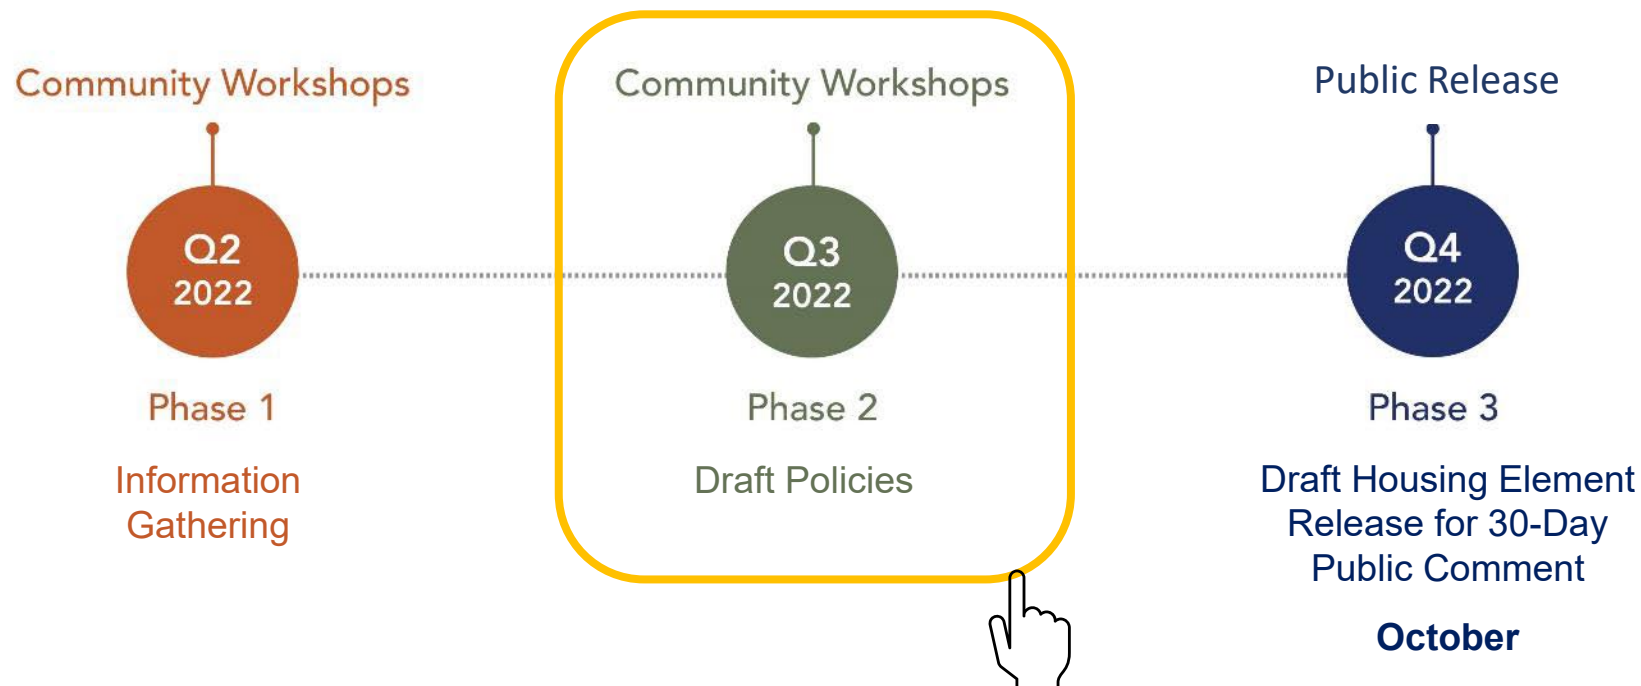 Community Workshops
Q2
2022
Phase 1
Information
Gathering
Community Workshops
Q3
2022
Phase 2
Draft Policies
Public Release
Q4
2022
Phase 3
Draft Housing Element
Release for 30-Day
Public Comment
October